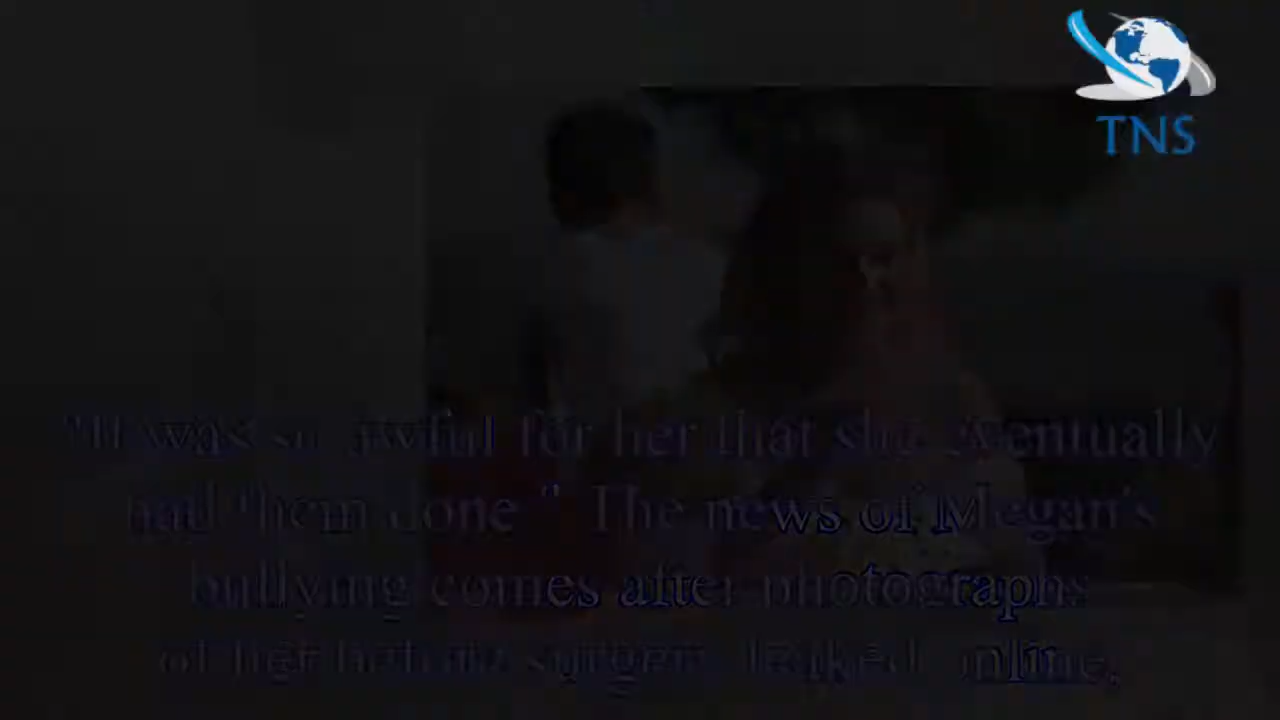 TNS
"It was so awful for her that she eventually
had them done." The news of Megan's
bullying comes after photographs
of her before surgery leaked online,